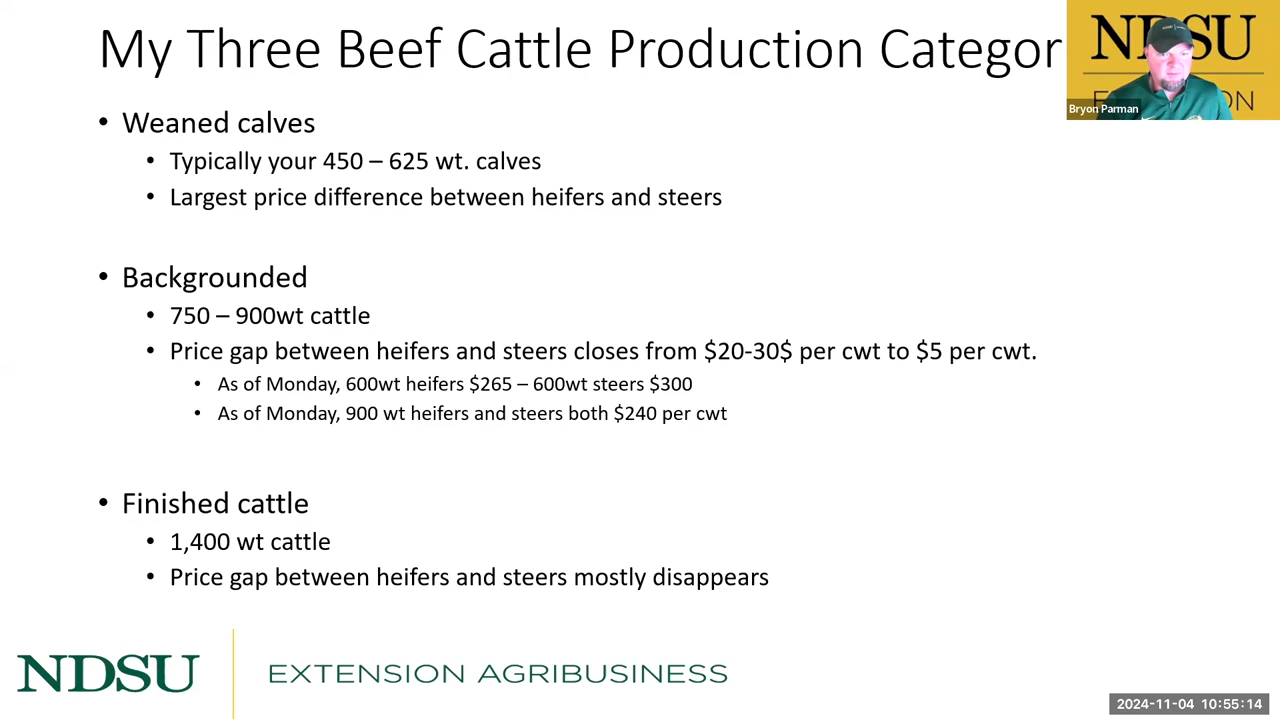 My Three Beef Cattle Production Categor
• Weaned calves
• Typically your 450 – 625 wt. calves
• Largest price difference between heifers and steers
• Backgrounded
• 750 – 900wt cattle
• Price gap between heifers and steers closes from $20-30$ per cwt to $5 per cwt.
• As of Monday, 600wt heifers $265 – 600wt steers $300
• As of Monday, 900 wt heifers and steers both $240 per cwt
• Finished cattle
• 1,400 wt cattle
• Price gap between heifers and steers mostly disappears
NDSU
EXTENSION AGRIBUSINESS
Bryon Parman
2024-11-04 10:55:14